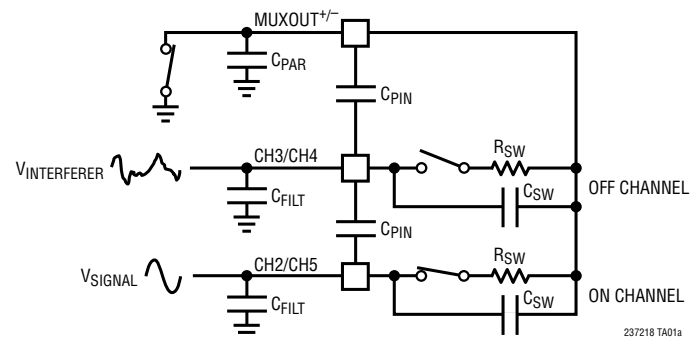 MUXOUT+/–
CPAR
CPIN
VINTERFERER
CH3/CH4
RSW
CFILT
CSW
OFF CHANNEL
CPIN
VSIGNAL
CH2/CH5
RSW
CFILT
CSW
ON CHANNEL
237218 TA01a